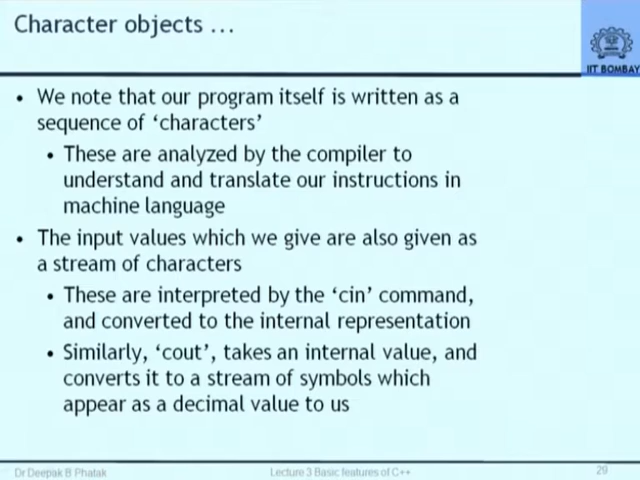 Character objects ...
IIT BOMBAY
• We note that our program itself is written as a
sequence of ‘characters’
• These are analyzed by the compiler to
understand and translate our instructions in
machine language
• The input values which we give are also given as
a stream of characters
• These are interpreted by the ‘cin’ command,
and converted to the internal representation
• Similarly, ‘cout’, takes an internal value, and
converts it to a stream of symbols which
appear as a decimal value to us
Dr Deepak B Phatak
Lecture 3 Basic features of C++
29